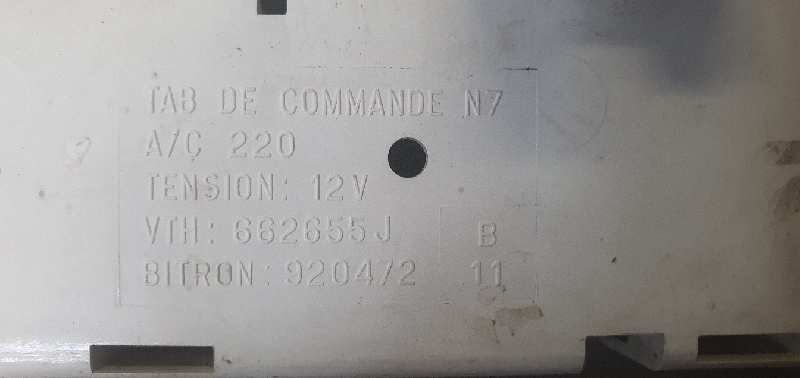 TAB DE COMMANDE N7
A/C 220
TENSION: 12V
VTH: 662655J B
BITRON: 920472 11